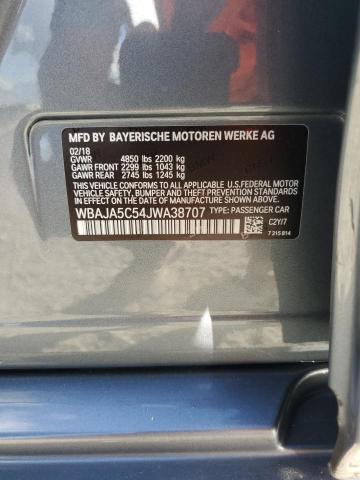 MFD BY BAYERISCHE MOTOREN WERKE AG
02/18
GVWR 4850 lbs 2200 kg
GAWR FRONT 2299 lbs 1043 kg
GAWR REAR 2745 lbs 1245 kg
THIS VEHICLE CONFORMS TO ALL APPLICABLE U.S. FEDERAL MOTOR
VEHICLE SAFETY, BUMPER, AND THEFT PREVENTION STANDARDS
IN EFFECT ON THE DATE OF MANUFACTURE SHOWN ABOVE.
WBAJA5C54JWA38707 TYPE: PASSENGER CAR
C2Y/7
7 315 814